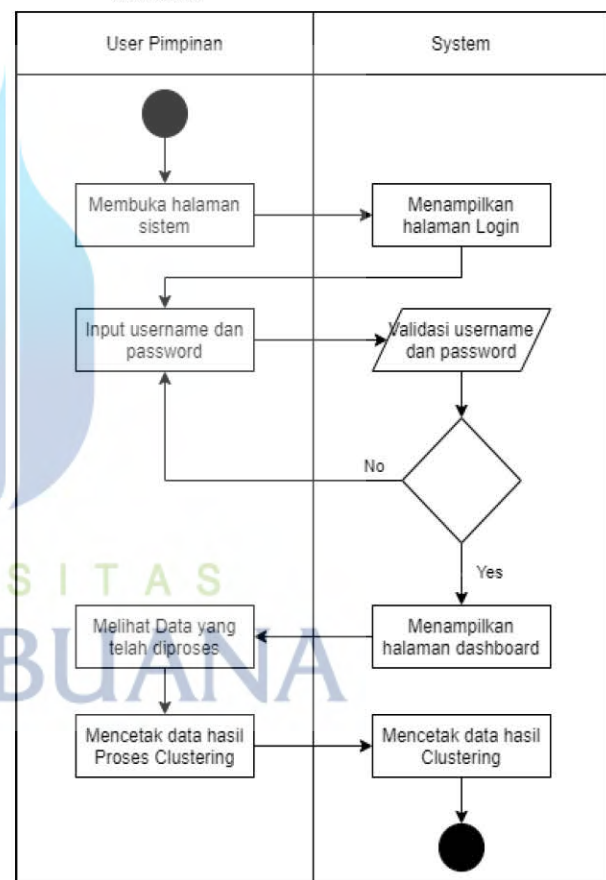 User Pimpinan
System
Membuka halaman
sistem
Menampilkan
halaman Login
Input username dan
password
Validasi username
dan password
No
Yes
SITAS
Melihat Data yang
telah diproses
Menampilkan
halaman dashboard
BUANA
Mencetak data hasil
Proses Clustering
Mencetak data hasil
Clustering